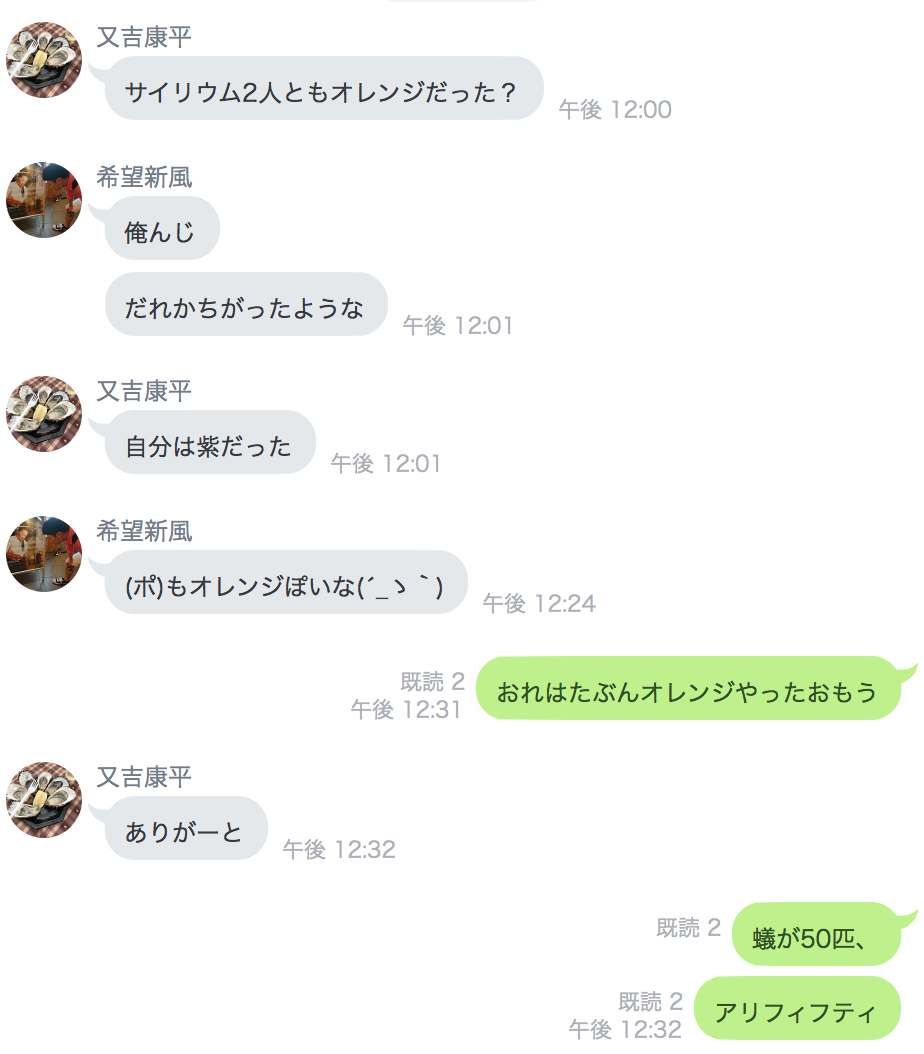 又吉康平
サイリウム2人ともオレンジだった？
午後 12:00
希望新風
俺んじ
だれかちがったような
午後 12:01
又吉康平
自分は紫だった
午後 12:01
希望新風
(ポ)もオレンジぽいな(´_ゝ｀)
午後 12:24
既読 2
午後 12:31
おれはたぶんオレンジやったおもう
又吉康平
ありがーと
午後 12:32
既読 2
蟻が50匹、
既読 2
午後 12:32
アリフィフティ